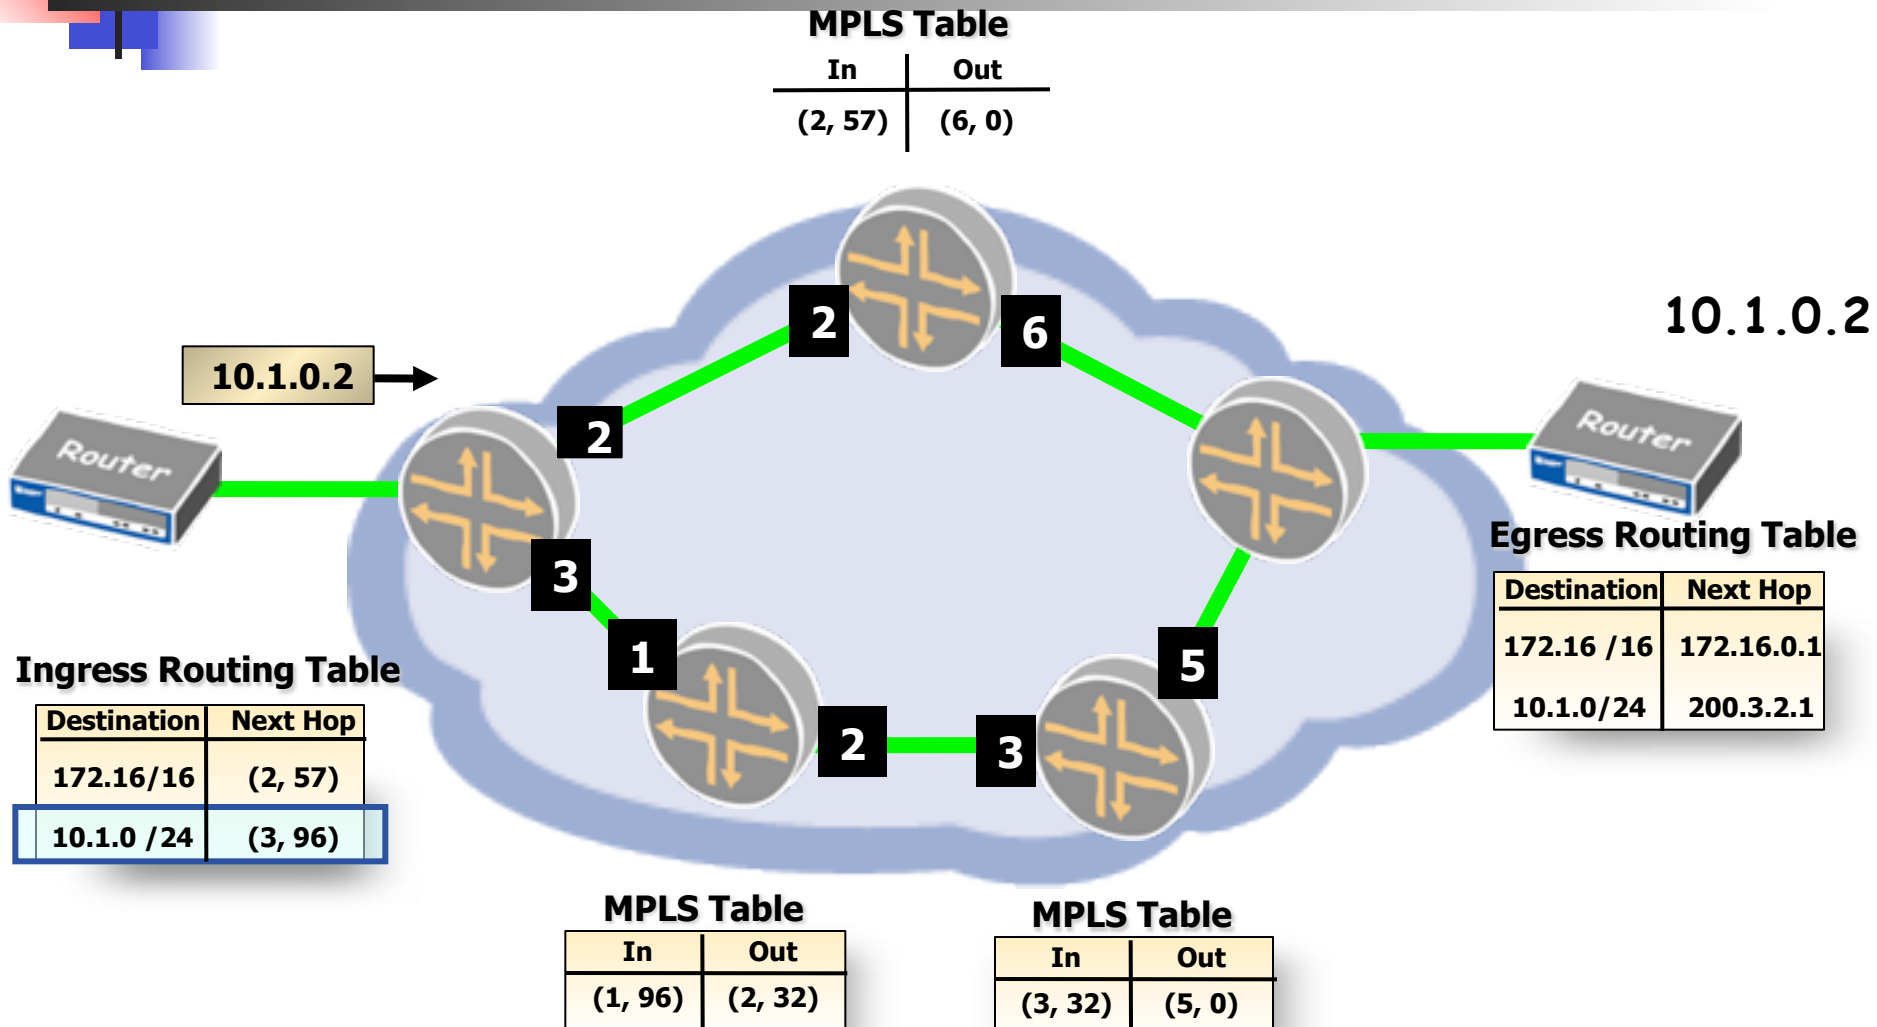 MPLS Table
In Out
(2, 57) (6, 0)
2
6
10.1.0.2
10.1.0.2
2
Router
Router
3
1
5
2
3
Egress Routing Table
Destination Next Hop
172.16 /16 172.16.0.1
10.1.0/24 200.3.2.1
Ingress Routing Table
Destination Next Hop
172.16/16 (2, 57)
10.1.0 /24 (3, 96)
MPLS Table
In Out
(1, 96) (2, 32)
MPLS Table
In Out
(3, 32) (5, 0)